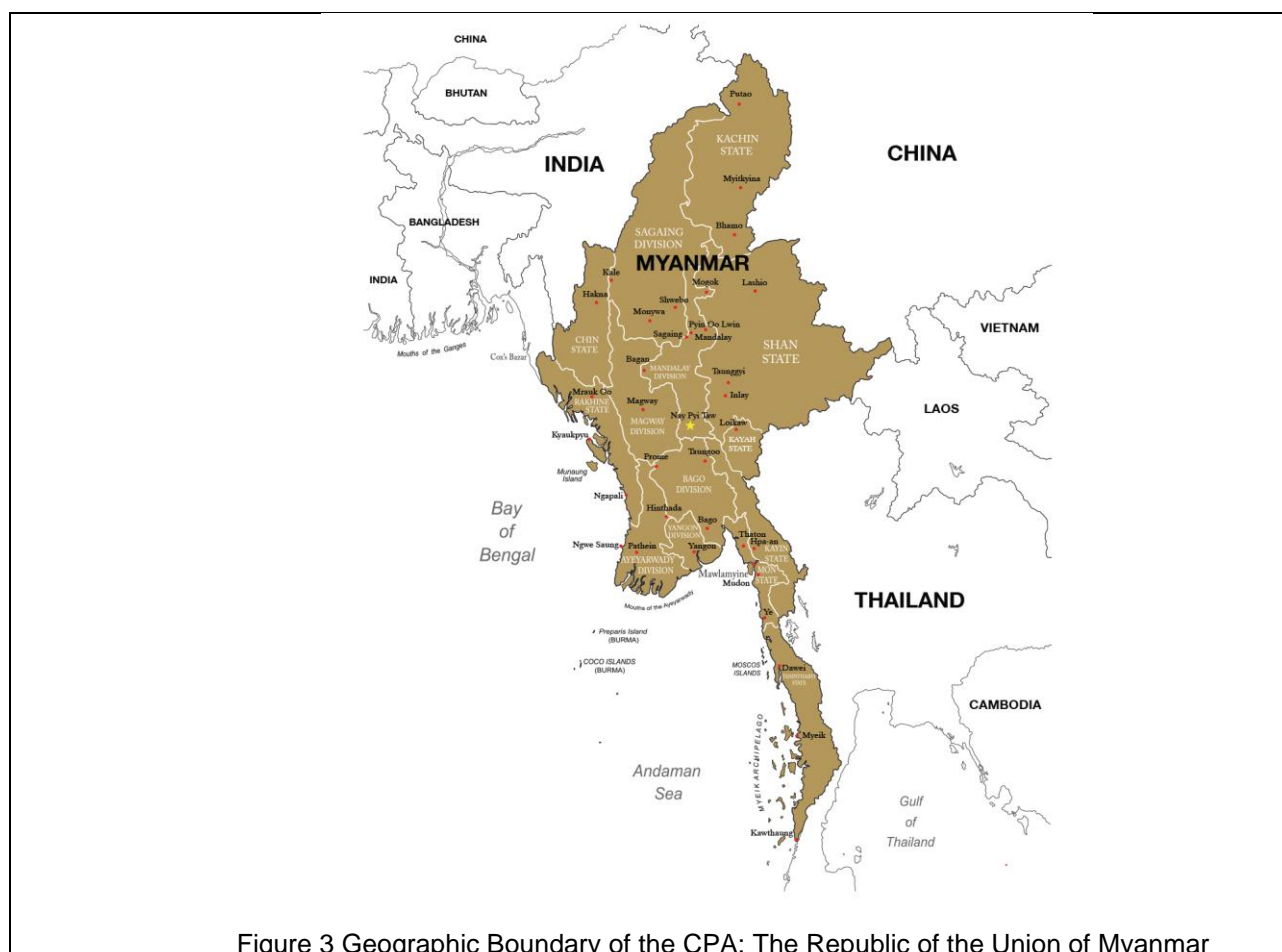 CHINA
BHUTAN
Putao
KACHIN
STATE
INDIA
CHINA
Myitkyina
BANGLADESH
SAGAING
DIVISION
Bhamo
MYANMAR
INDIA
Kale
Mogok
Lashio
Hakha
Shwebo
Monywa
Pyin Oo Lwin
VIETNAM
Sagaing
Mandalay
CHIN
STATE
SHAN
STATE
Mouths of the Ganges
Cox's Bazar
Bagan
MANDALAY
DIVISION
Taunggyi
Inlay
Mrauk Oo
RAKHINE
STATE
Magway
LAOS
MAGWAY
DIVISION
Nay Pyi Taw
Loikaw
KAYAH
STATE
Kyaukpyu
Prome
Taungoo
Munaung
Island
BAGO
DIVISION
Ngapali
Bay
of
Bengal
Hinthada
YANGON
DIVISION
Bago
Thaton
Hpa-an
KAYIN
STATE
Ngwe Saung
Pathein
Yangon
AYEYARWADY
DIVISION
Mawlamyine
MON
STATE
Mudon
Mouths of the Ayeyarwady
THAILAND
Ye
Preparis Island
(BURMA)
COCO ISLANDS
(BURMA)
MOSCOS
ISLANDS
Dawei
CAMBODIA
MYEIK ARCHIPELAGO
Myeik
Andaman
Sea
Gulf
of
Thailand
Kawthaung
Figure 3 Geographic Boundary of the CPA: The Republic of the Union of Myanmar